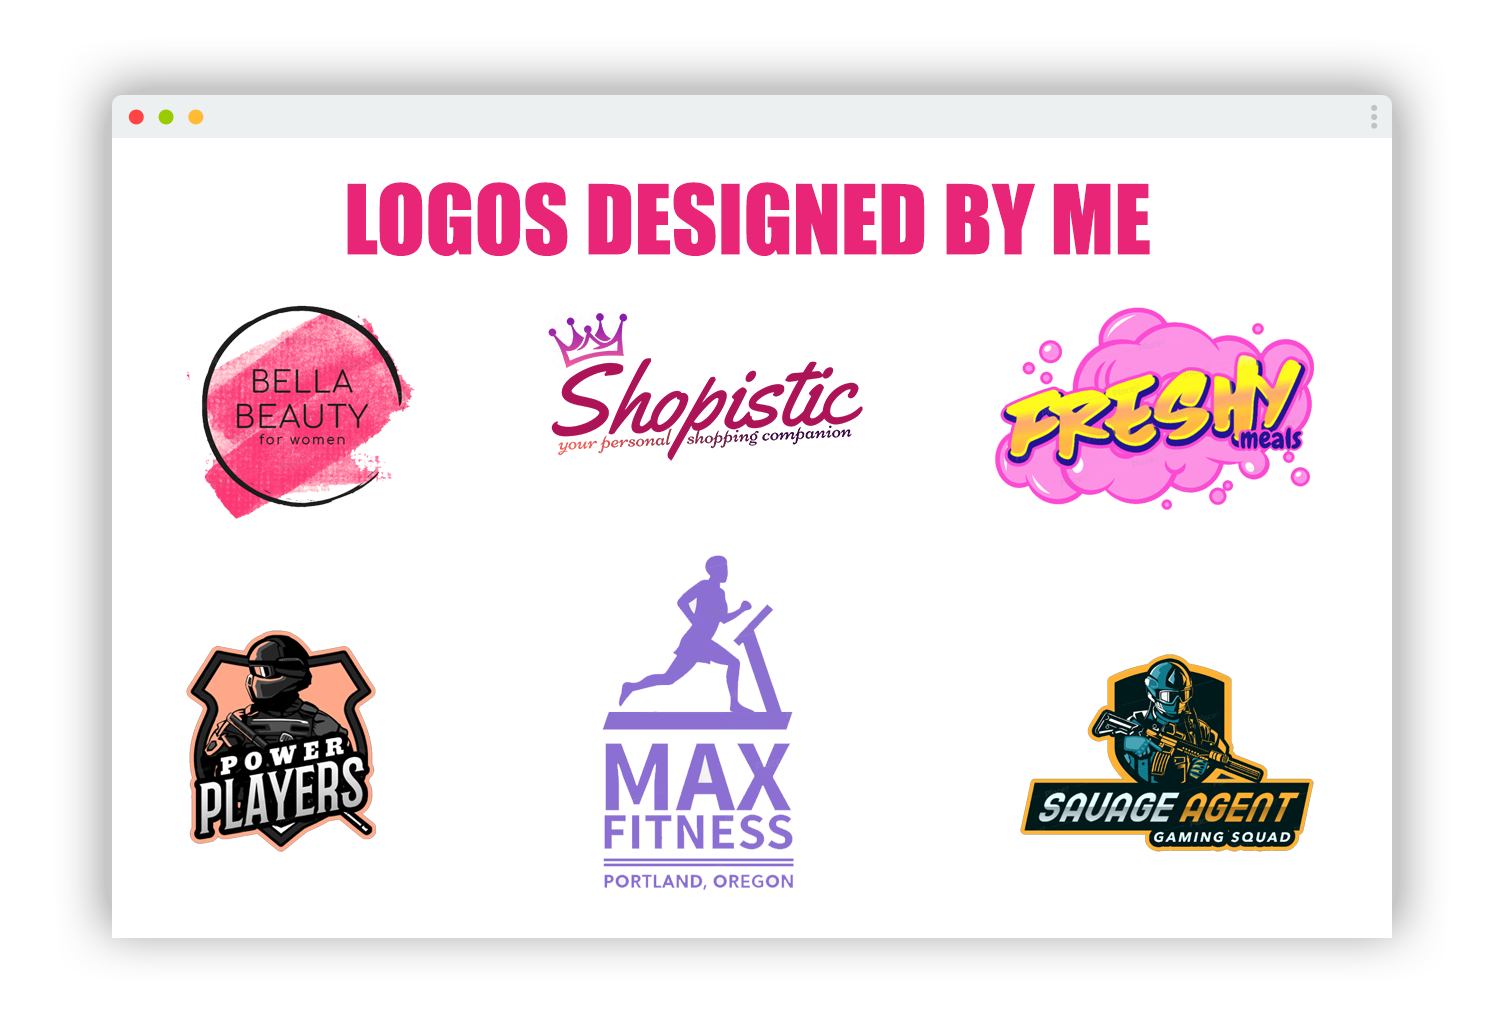 LOGOS DESIGNED BY ME
BELLA
BEAUTY
for women
Shopistic
your personal shopping companion
FRESHY
meals
POWER
PLAYERS
MAX
FITNESS
PORTLAND, OREGON
SAVAGE AGENT
GAMING SQUAD